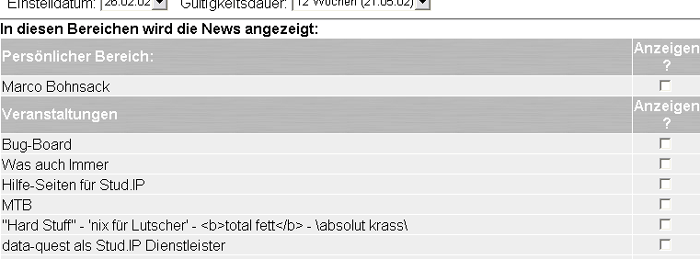 Einstelldatum: 26.02.02 Gültigkeitsdauer: 12 Wochen (21.05.02)
In diesen Bereichen wird die News angezeigt:
Persönlicher Bereich: Anzeigen ?
Marco Bohnsack
Veranstaltungen Anzeigen ?
Bug-Board
Was auch Immer
Hilfe-Seiten für Stud.IP
MTB
"Hard Stuff" - 'nix für Lutscher' - <b>total fett</b> - \absolut krass\
data-quest als Stud.IP Dienstleister